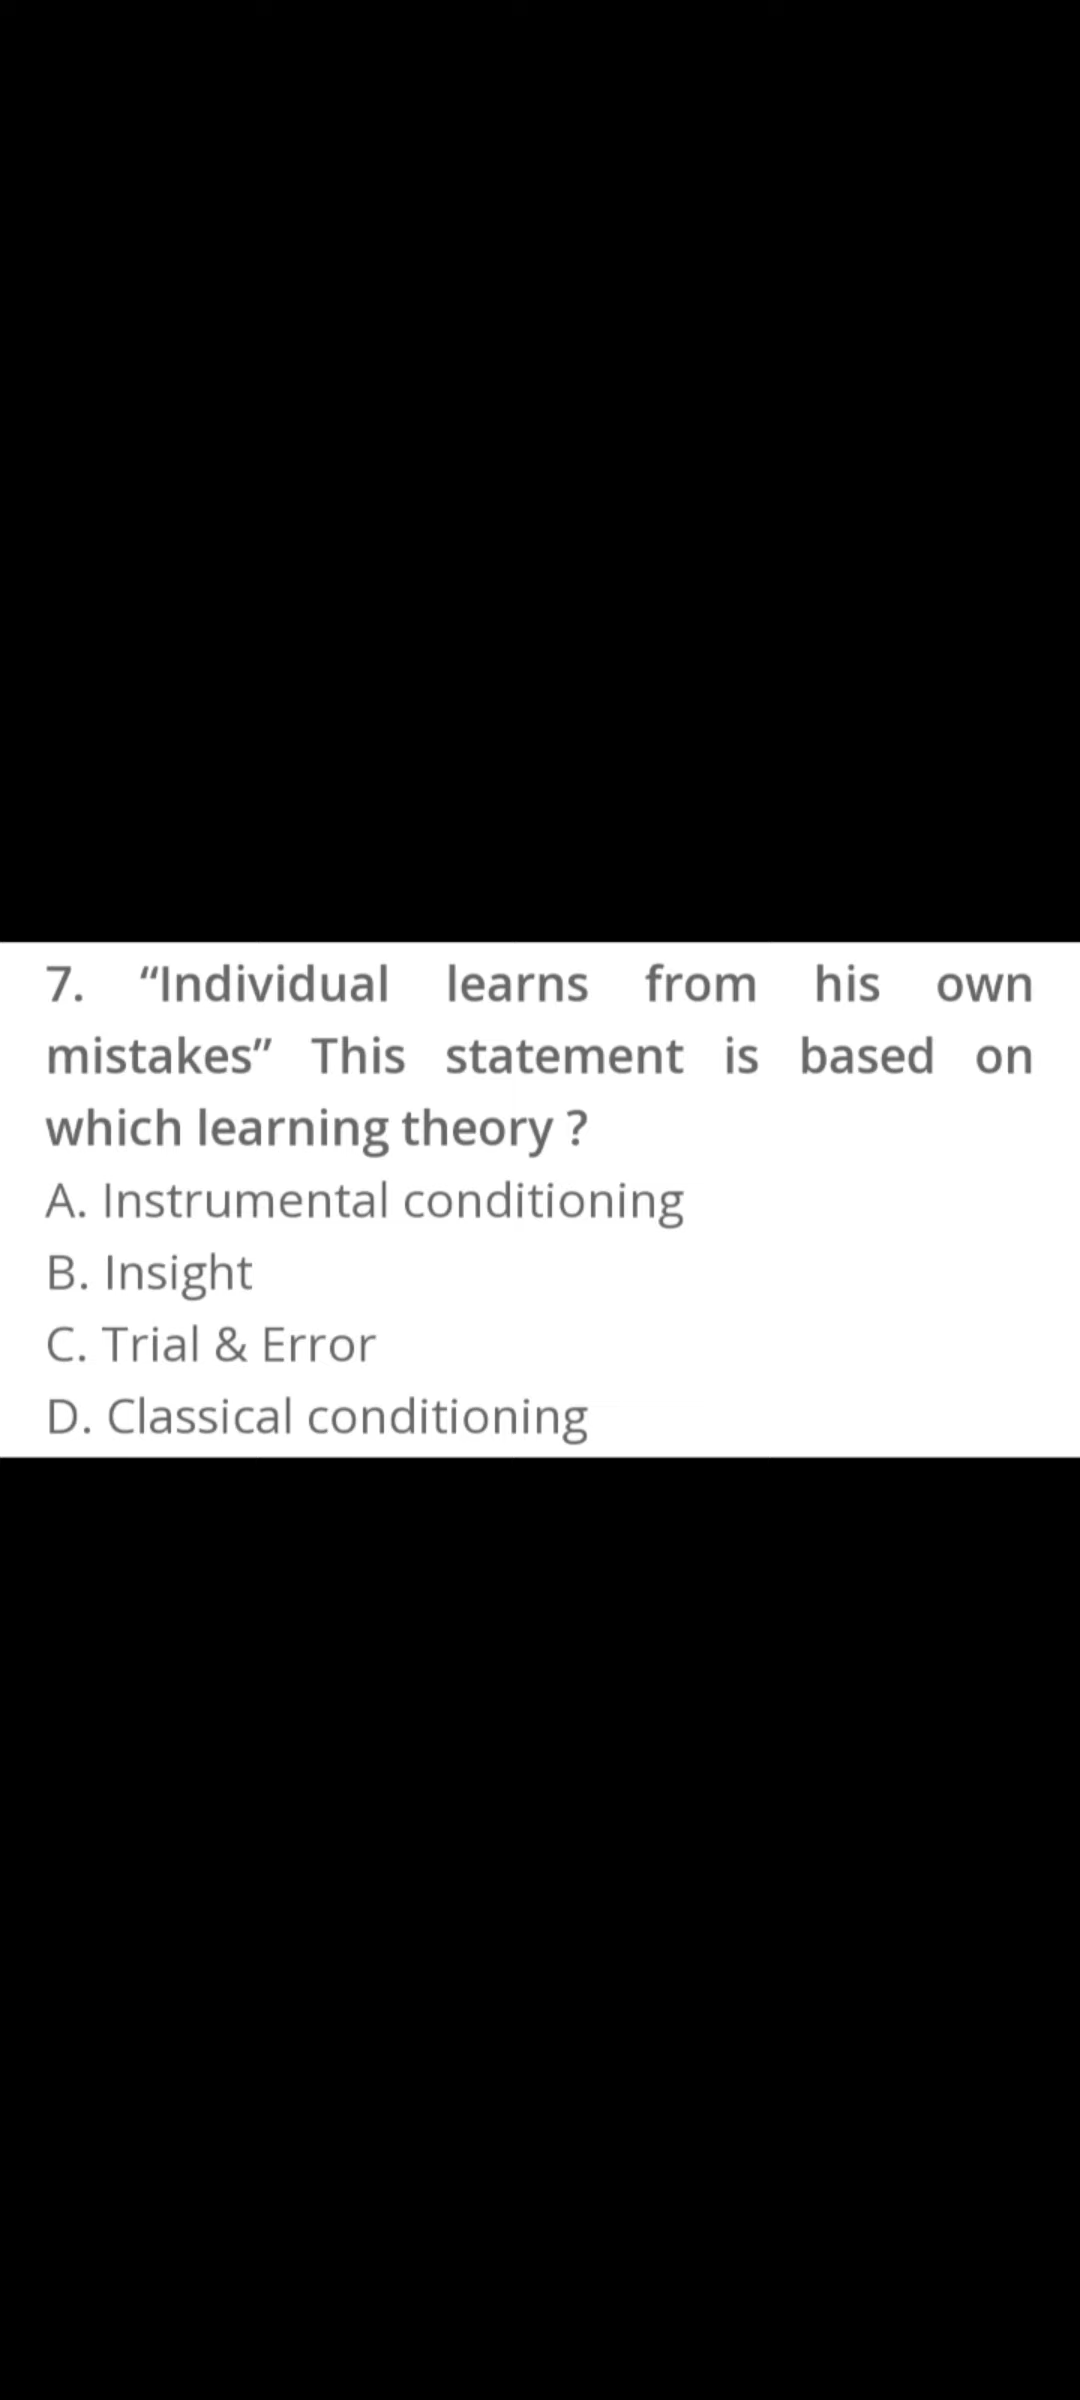 7. “Individual learns from his own
mistakes” This statement is based on
which learning theory ?
A. Instrumental conditioning
B. Insight
C. Trial & Error
D. Classical conditioning